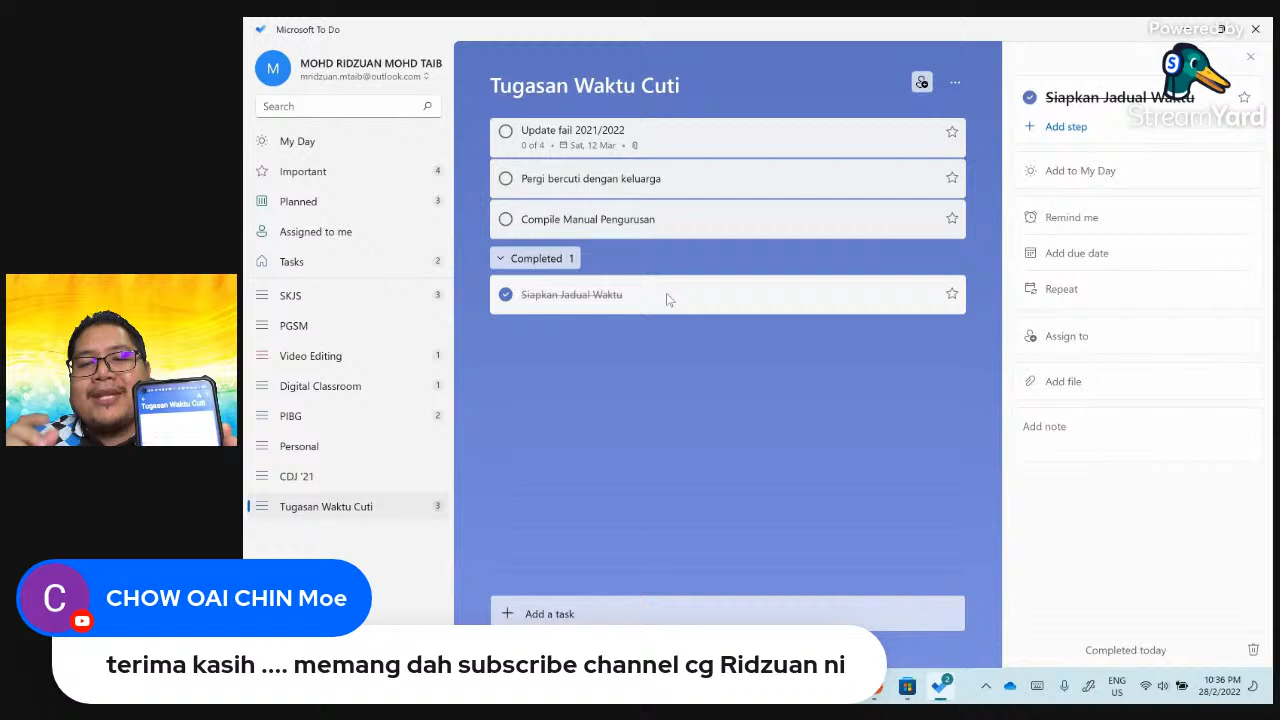 Microsoft To Do
Powered by
StreamYard
M
MOHD RIDZUAN MOHD TAIB
mridzuan.mtaib@outlook.com
Search
My Day
Important 4
Planned 3
Assigned to me
Tasks 2
SKJS 3
PGSM
Video Editing 1
Digital Classroom 1
PIBG 2
Personal
CDJ '21
Tugasan Waktu Cuti 3
Tugasan Waktu Cuti
Update fail 2021/2022
0 of 4 • Sat, 12 Mar •
Pergi bercuti dengan keluarga
Compile Manual Pengurusan
Completed 1
Siapkan Jadual Waktu
Add a task
Siapkan Jadual Waktu
Add step
Add to My Day
Remind me
Add due date
Repeat
Assign to
Add file
Add note
Completed today
Tugasan Waktu Cuti
C
CHOW OAI CHIN Moe
terima kasih .... memang dah subscribe channel cg Ridzuan ni
2
ENG
US
10:36 PM
28/2/2022